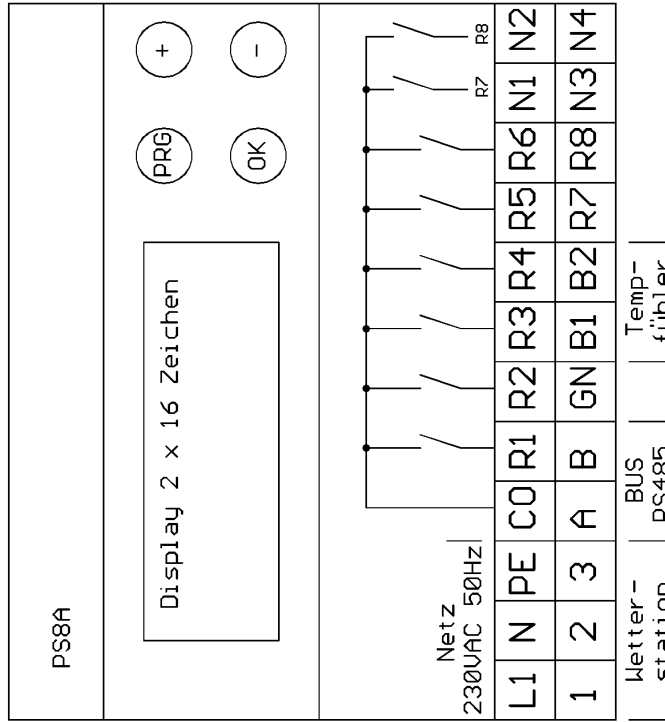 PS8A
PRG +
Display 2 x 16 Zeichen
OK -
Netz
230VAC 50Hz
R7 R8
L1 N PE CO R1 R2 R3 R4 R5 R6 N1 N2
1 2 3 A B GN B1 B2 R7 R8 N3 N4
Wetter- BUS Temp-
station RS485 fühler